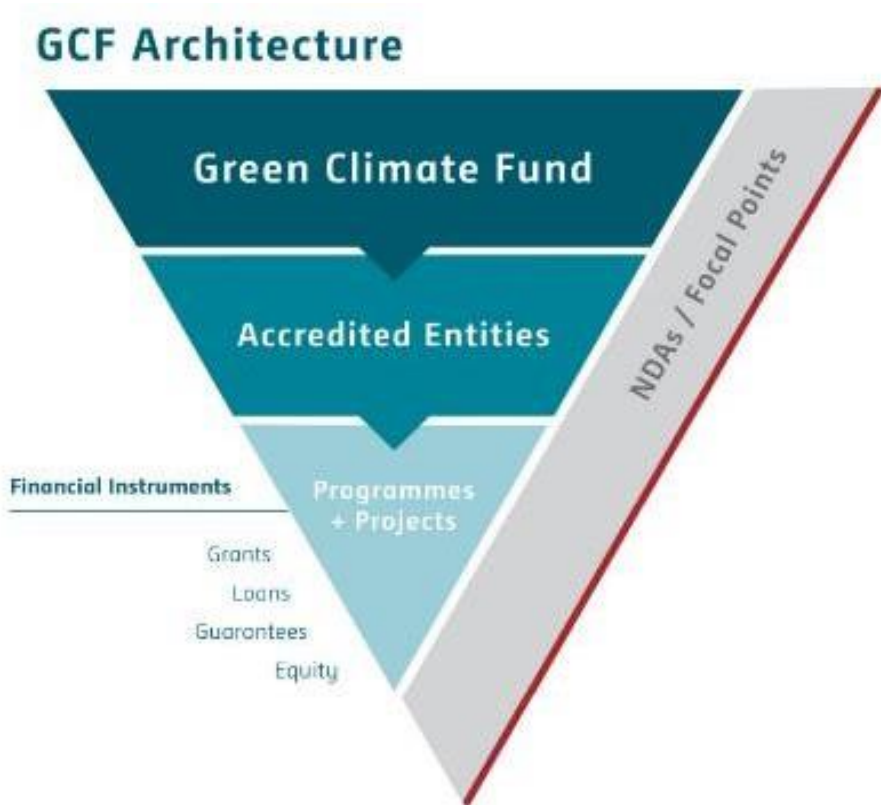 GCF Architecture
Green Climate Fund
Accredited Entities
Programmes
+ Projects
NDAs / Focal Points
Financial Instruments
Grants
Loans
Guarantees
Equity